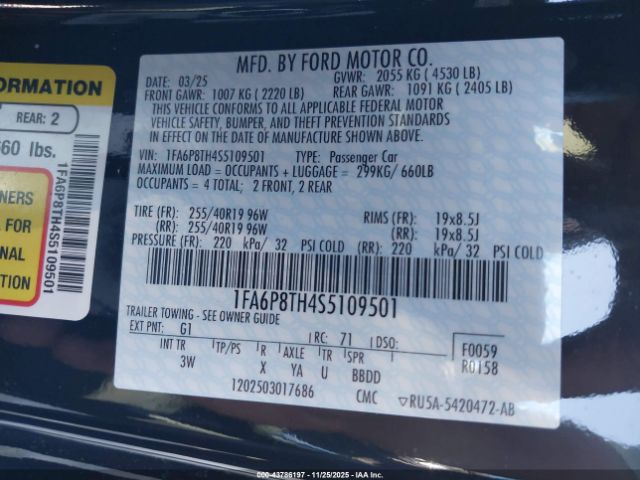 FORMATION
REAR: 2
660 lbs.
NERS
FOR
ONAL
ON
1FA6P8TH4S5109501
MFD. BY FORD MOTOR CO.
DATE: 03/25 GVWR: 2055 KG ( 4530 LB)
FRONT GAWR: 1007 KG ( 2220 LB) REAR GAWR: 1091 KG ( 2405 LB)
THIS VEHICLE CONFORMS TO ALL APPLICABLE FEDERAL MOTOR
VEHICLE SAFETY, BUMPER, AND THEFT PREVENTION STANDARDS
IN EFFECT ON THE DATE OF MANUFACTURE SHOWN ABOVE.
VIN: 1FA6P8TH4S5109501 TYPE: Passenger Car
MAXIMUM LOAD = OCCUPANTS + LUGGAGE = 299KG/ 660LB
OCCUPANTS = 4 TOTAL; 2 FRONT, 2 REAR
TIRE (FR): 255/40R19 96W RIMS (FR): 19x8.5J
(RR): 255/40R19 96W (RR): 19x8.5J
PRESSURE (FR): 220 kPa/ 32 PSI COLD (RR): 220 kPa/ 32 PSI COLD
1FA6P8TH4S5109501
TRAILER TOWING - SEE OWNER GUIDE
EXT PNT: G1 RC: 71 DSO: F0059
INT TR TP/PS R AXLE TR SPR R0158
3W X YA U BBDD
1202503017686 CMC ▽RU5A-5420472-AB
© IAA 43786197 11/25/2025 IAAI.COM